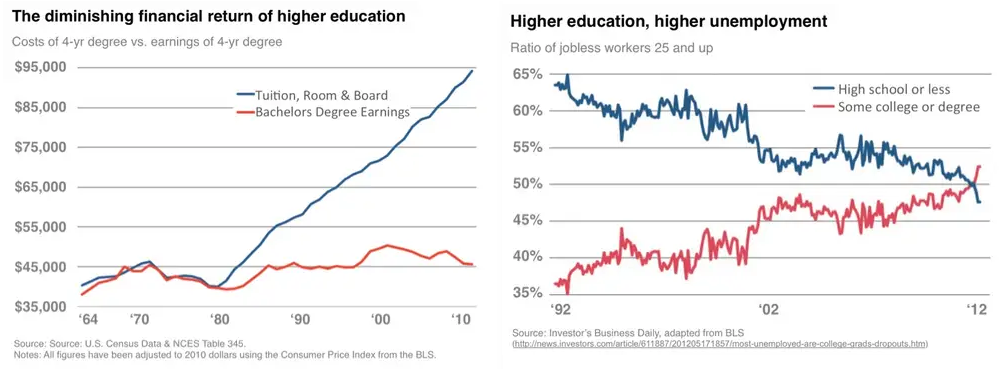 The diminishing financial return of higher education
Costs of 4-yr degree vs. earnings of 4-yr degree
$95,000
$85,000
$75,000
$65,000
$55,000
$45,000
$35,000
Tuition, Room & Board
Bachelors Degree Earnings
‘64
‘70
‘80
‘90
‘00
‘10
Source: Source: U.S. Census Data & NCES Table 345.
Notes: All figures have been adjusted to 2010 dollars using the Consumer Price Index from the BLS.
Higher education, higher unemployment
Ratio of jobless workers 25 and up
65%
60%
55%
50%
45%
40%
35%
High school or less
Some college or degree
‘92
‘02
‘12
Source: Investor’s Business Daily, adapted from BLS
(http://news.investors.com/article/611887/201205171857/most-unemployed-are-college-grads-dropouts.htm)